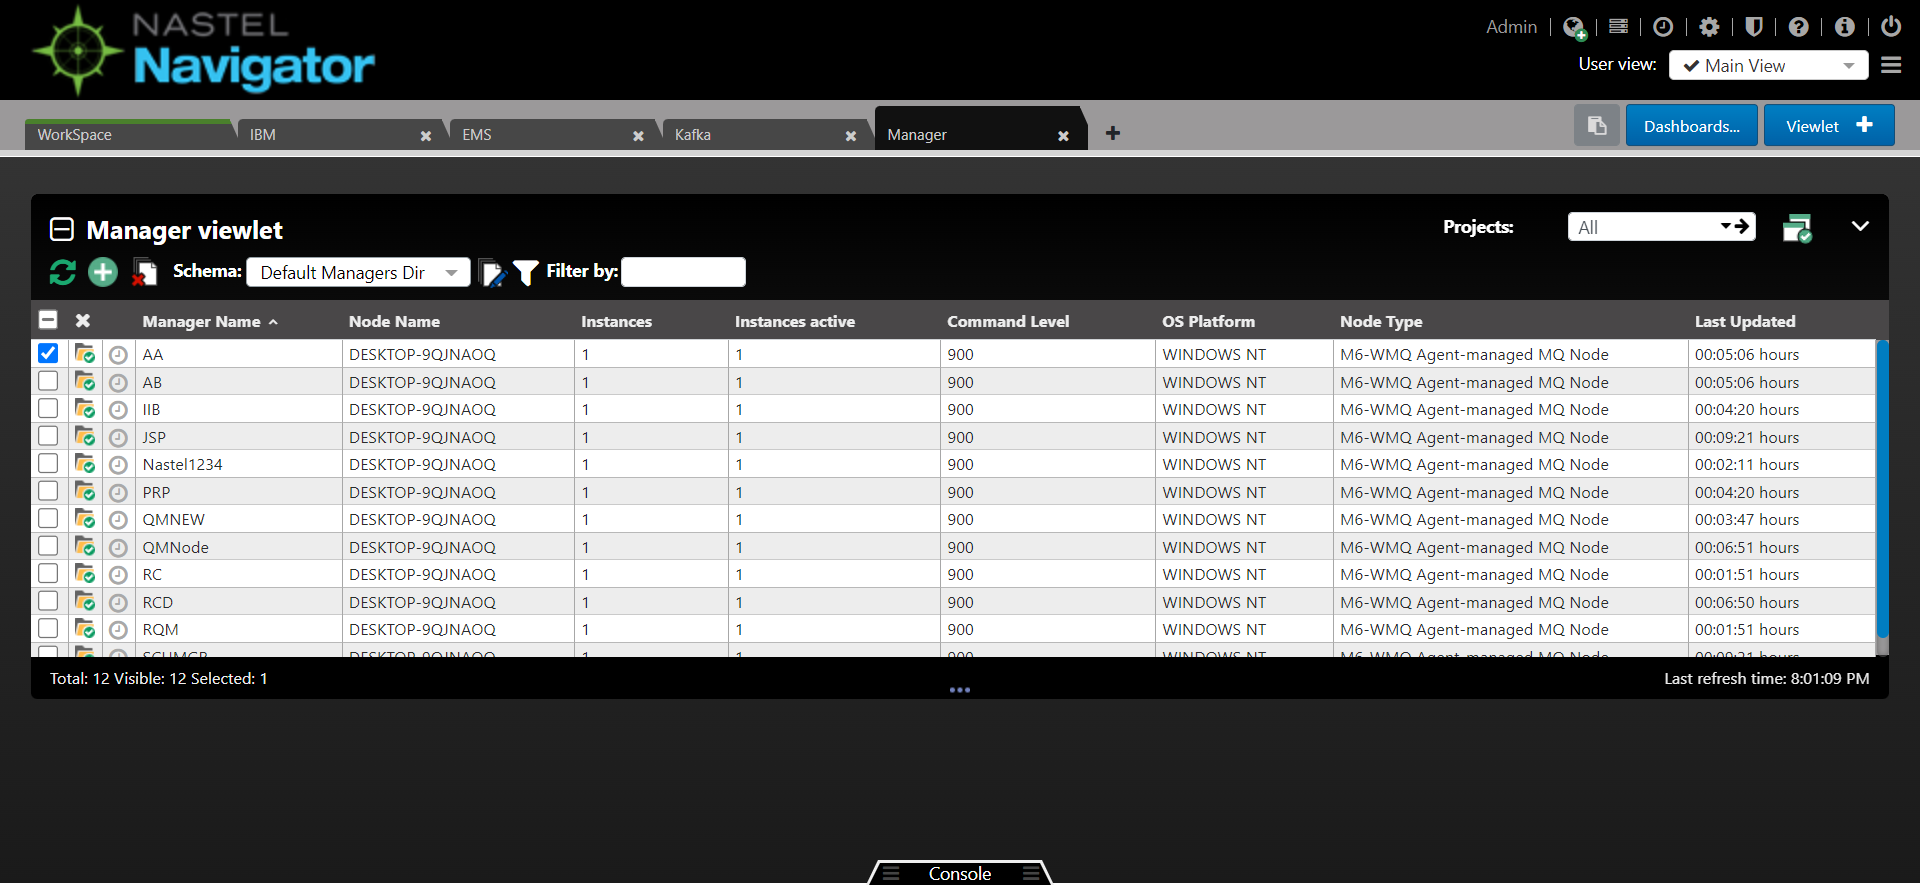 NASTEL
Navigator
Admin
User view: Main View
WorkSpace IBM EMS Kafka Manager
Dashboards... Viewlet
Manager viewlet Projects: All
Schema: Default Managers Dir Filter by:
Manager Name Node Name Instances Instances active Command Level OS Platform Node Type Last Updated
AA DESKTOP-9QJNAOQ 1 1 900 WINDOWS NT M6-WMQ Agent-managed MQ Node 00:05:06 hours
AB DESKTOP-9QJNAOQ 1 1 900 WINDOWS NT M6-WMQ Agent-managed MQ Node 00:05:06 hours
IIB DESKTOP-9QJNAOQ 1 1 900 WINDOWS NT M6-WMQ Agent-managed MQ Node 00:04:20 hours
JSP DESKTOP-9QJNAOQ 1 1 900 WINDOWS NT M6-WMQ Agent-managed MQ Node 00:09:21 hours
Nastel1234 DESKTOP-9QJNAOQ 1 1 900 WINDOWS NT M6-WMQ Agent-managed MQ Node 00:02:11 hours
PRP DESKTOP-9QJNAOQ 1 1 900 WINDOWS NT M6-WMQ Agent-managed MQ Node 00:04:20 hours
QMNEW DESKTOP-9QJNAOQ 1 1 900 WINDOWS NT M6-WMQ Agent-managed MQ Node 00:03:47 hours
QMNode DESKTOP-9QJNAOQ 1 1 900 WINDOWS NT M6-WMQ Agent-managed MQ Node 00:06:51 hours
RC DESKTOP-9QJNAOQ 1 1 900 WINDOWS NT M6-WMQ Agent-managed MQ Node 00:01:51 hours
RCD DESKTOP-9QJNAOQ 1 1 900 WINDOWS NT M6-WMQ Agent-managed MQ Node 00:06:50 hours
RQM DESKTOP-9QJNAOQ 1 1 900 WINDOWS NT M6-WMQ Agent-managed MQ Node 00:01:51 hours
DESKTOP-9QJNAOQ 1 1 900 WINDOWS NT M6-WMQ Agent-managed MQ Node
Total: 12 Visible: 12 Selected: 1 Last refresh time: 8:01:09 PM
Console